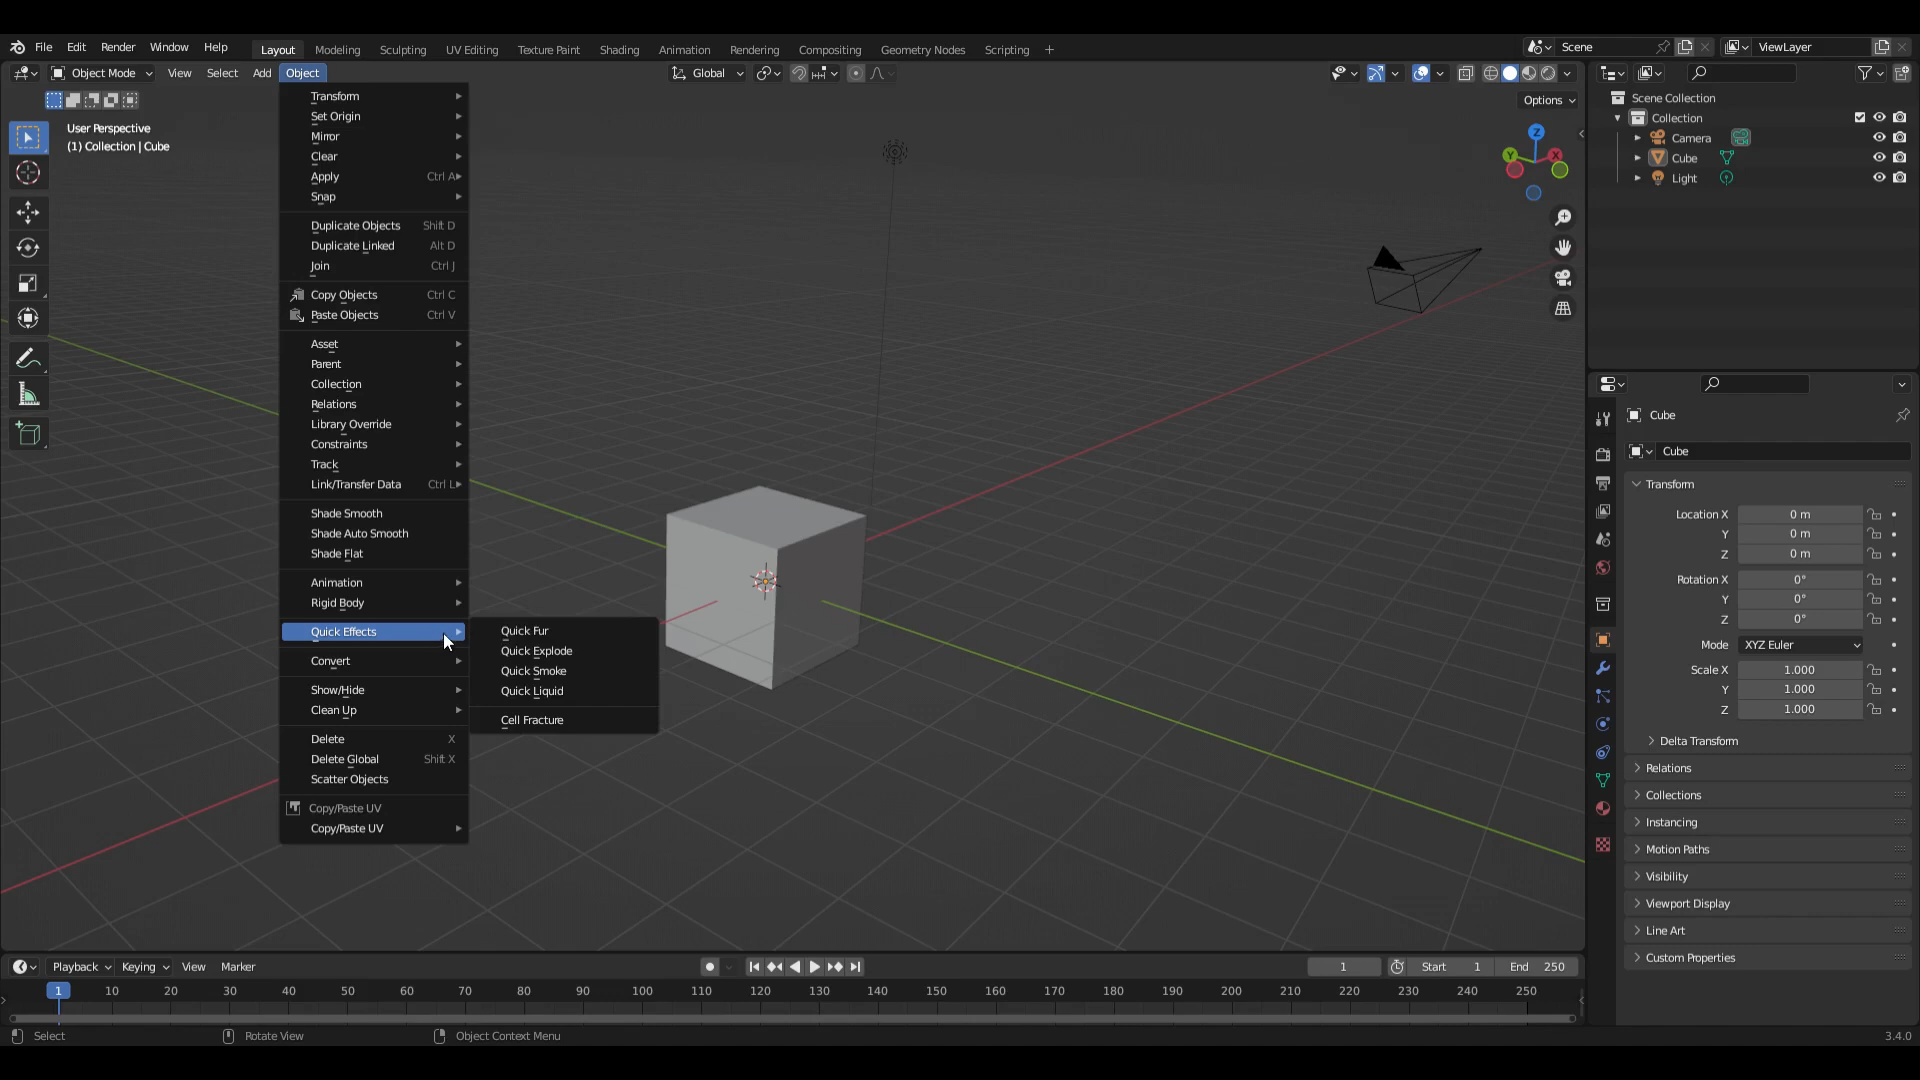 File Edit Render Window Help Layout Modeling Sculpting UV Editing Texture Paint Shading Animation Rendering Compositing Geometry Nodes Scripting + Scene ViewLayer
Object Mode View Select Add Object Global
Options
User Perspective
(1) Collection | Cube
Transform
Set Origin
Mirror
Clear
Apply Ctrl A
Snap
Duplicate Objects Shift D
Duplicate Linked Alt D
Join Ctrl J
Copy Objects Ctrl C
Paste Objects Ctrl V
Asset
Parent
Collection
Relations
Library Override
Constraints
Track
Link/Transfer Data Ctrl L
Shade Smooth
Shade Auto Smooth
Shade Flat
Animation
Rigid Body
Quick Effects
Convert
Show/Hide
Clean Up
Delete X
Delete Global Shift X
Scatter Objects
Copy/Paste UV
Copy/Paste UV
Quick Fur
Quick Explode
Quick Smoke
Quick Liquid
Cell Fracture
Z
Y X
Scene Collection
Collection
Camera
Cube
Light
Cube
Cube
Transform
Location X 0 m
Y 0 m
Z 0 m
Rotation X 0°
Y 0°
Z 0°
Mode XYZ Euler
Scale X 1.000
Y 1.000
Z 1.000
Delta Transform
Relations
Collections
Instancing
Motion Paths
Visibility
Viewport Display
Line Art
Custom Properties
Playback Keying View Marker 1 Start 1 End 250
1 10 20 30 40 50 60 70 80 90 100 110 120 130 140 150 160 170 180 190 200 210 220 230 240 250
Select Rotate View Object Context Menu 3.4.0